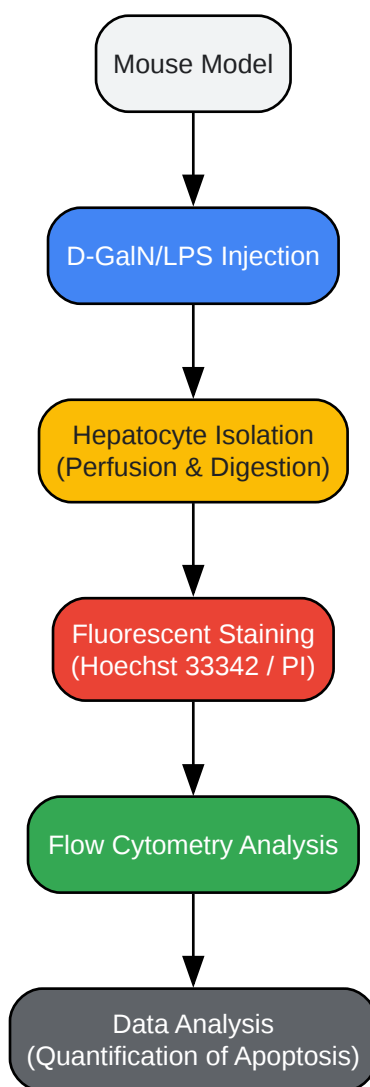 Mouse Model
D-GalN/LPS Injection
Hepatocyte Isolation
(Perfusion & Digestion)
Fluorescent Staining
(Hoechst 33342 / PI)
Flow Cytometry Analysis
Data Analysis
(Quantification of Apoptosis)